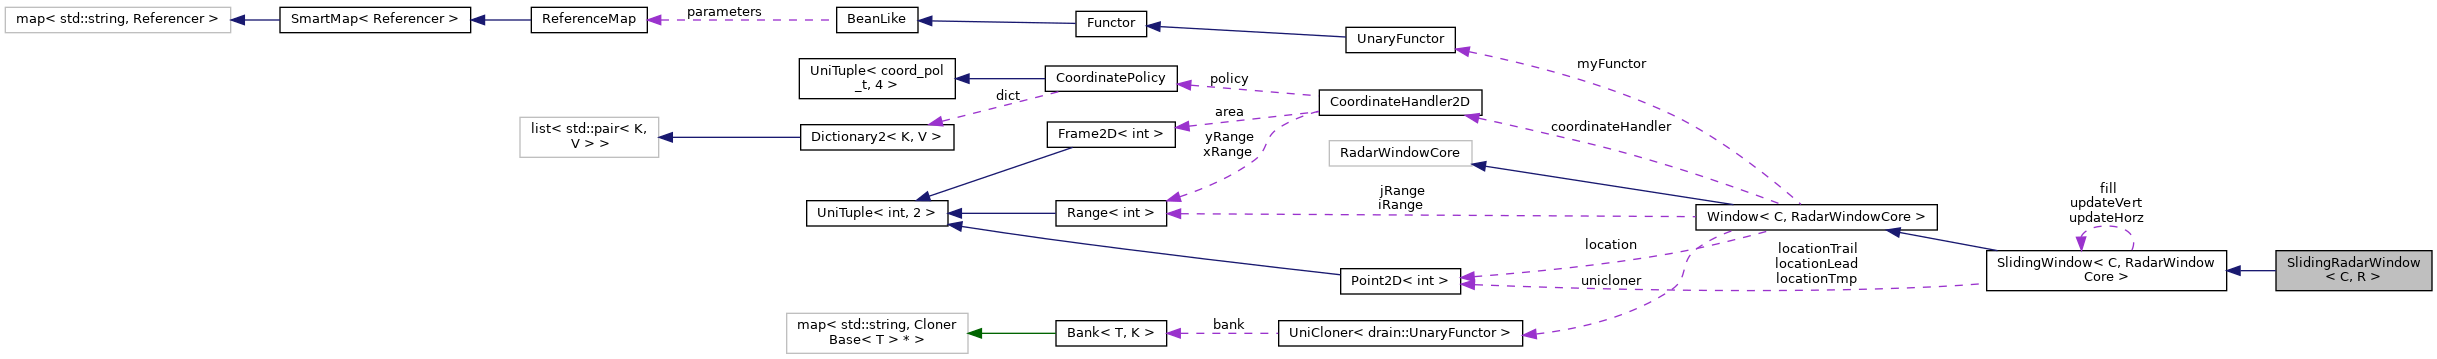 map< std::string, Referencer >
SmartMap< Referencer >
ReferenceMap
parameters
BeanLike
Functor
UnaryFunctor
myFunctor
UniTuple< coord_pol
_t, 4 >
CoordinatePolicy
policy
dict
CoordinateHandler2D
coordinateHandler
list< std::pair< K,
V > >
Dictionary2< K, V >
Frame2D< int >
area
yRange
xRange
RadarWindowCore
UniTuple< int, 2 >
Range< int >
jRange
iRange
Window< C, RadarWindowCore >
fill
updateVert
updateHorz
location
locationTrail
locationLead
locationTmp
Point2D< int >
unicloner
SlidingWindow< C, RadarWindow
Core >
SlidingRadarWindow
< C, R >
map< std::string, Cloner
Base< T > * >
Bank< T, K >
bank
UniCloner< drain::UnaryFunctor >